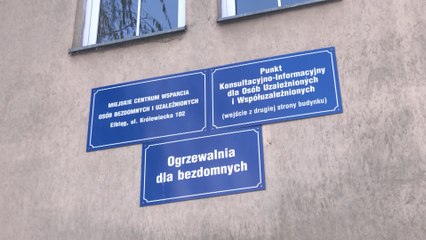 MIEJSKIE CENTRUM WSPARCIA
OSÓB BEZDOMNYCH I UZALEŻNIONYCH
Elbląg, ul. Królewiecka 102
Punkt
Konsultacyjno-Informacyjny
dla Osób Uzależnionych
i Współuzależnionych
(wejście z drugiej strony budynku)
Ogrzewalnia
dla bezdomnych